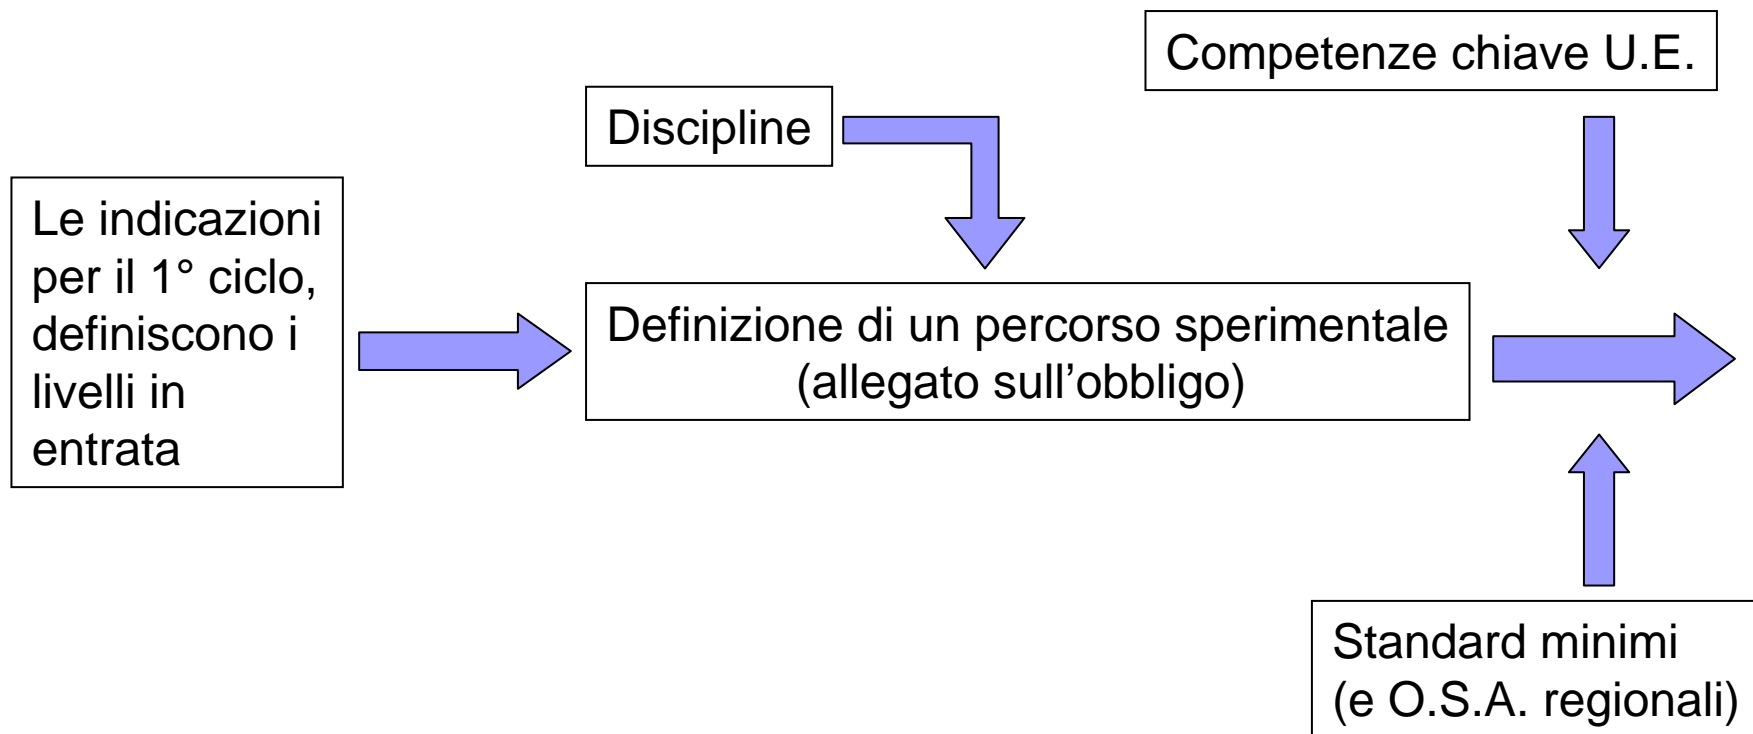 Competenze chiave U.E.
Discipline
Le indicazioni
per il 1° ciclo,
definiscono i
livelli in
entrata
Definizione di un percorso sperimentale
(allegato sull’obbligo)
Standard minimi
(e O.S.A. regionali)